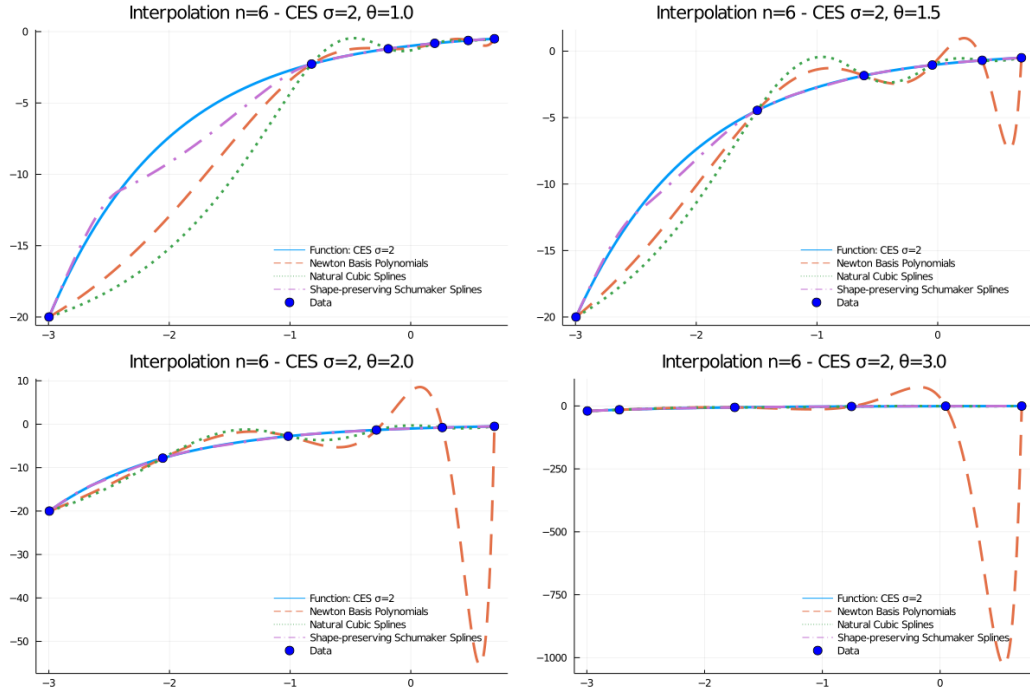 Interpolation n=6 - CES σ=2, θ=1.0
0
−5
−10
−15
−20
Function: CES σ=2
Newton Basis Polynomials
Natural Cubic Splines
Shape-preserving Schumaker Splines
Data
−3
−2
−1
0
Interpolation n=6 - CES σ=2, θ=1.5
0
−5
−10
−15
−20
Function: CES σ=2
Newton Basis Polynomials
Natural Cubic Splines
Shape-preserving Schumaker Splines
Data
−3
−2
−1
0
Interpolation n=6 - CES σ=2, θ=2.0
10
0
−10
−20
−30
−40
−50
Function: CES σ=2
Newton Basis Polynomials
Natural Cubic Splines
Shape-preserving Schumaker Splines
Data
−3
−2
−1
0
Interpolation n=6 - CES σ=2, θ=3.0
0
−250
−500
−750
−1000
Function: CES σ=2
Newton Basis Polynomials
Natural Cubic Splines
Shape-preserving Schumaker Splines
Data
−3
−2
−1
0